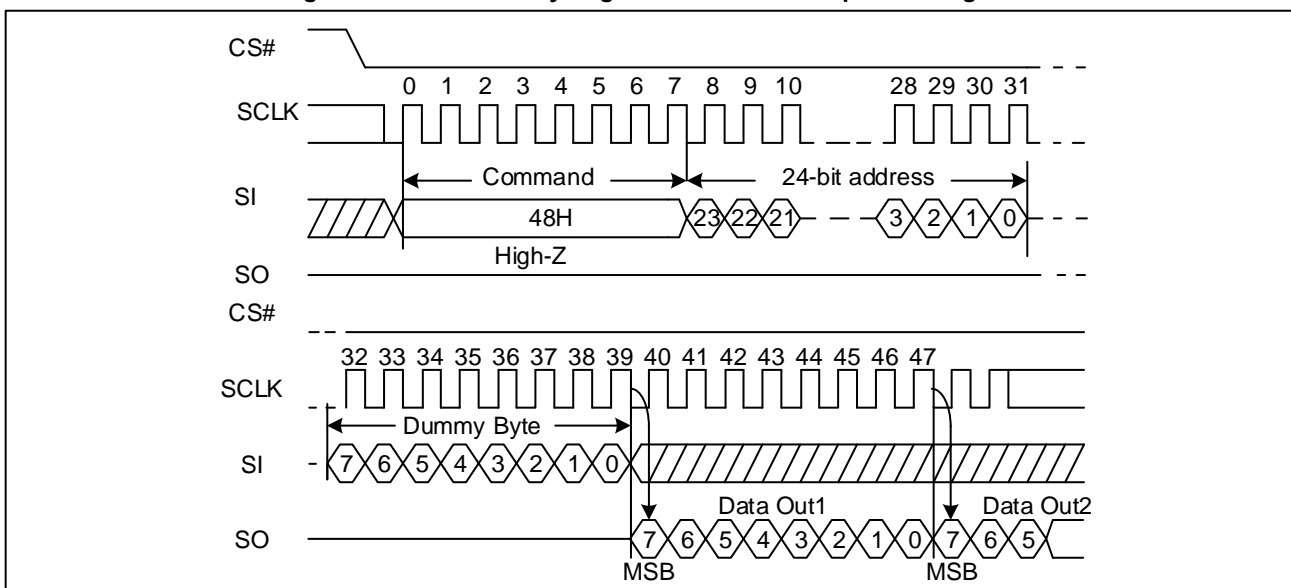 CS#
0 1 2 3 4 5 6 7 8 9 10 28 29 30 31
SCLK
Command 24-bit address
SI
48H 23 22 21 3 2 1 0
High-Z
SO
CS#
32 33 34 35 36 37 38 39 40 41 42 43 44 45 46 47
SCLK
Dummy Byte
SI 7 6 5 4 3 2 1 0
Data Out1 Data Out2
SO 7 6 5 4 3 2 1 0 7 6 5
MSB MSB